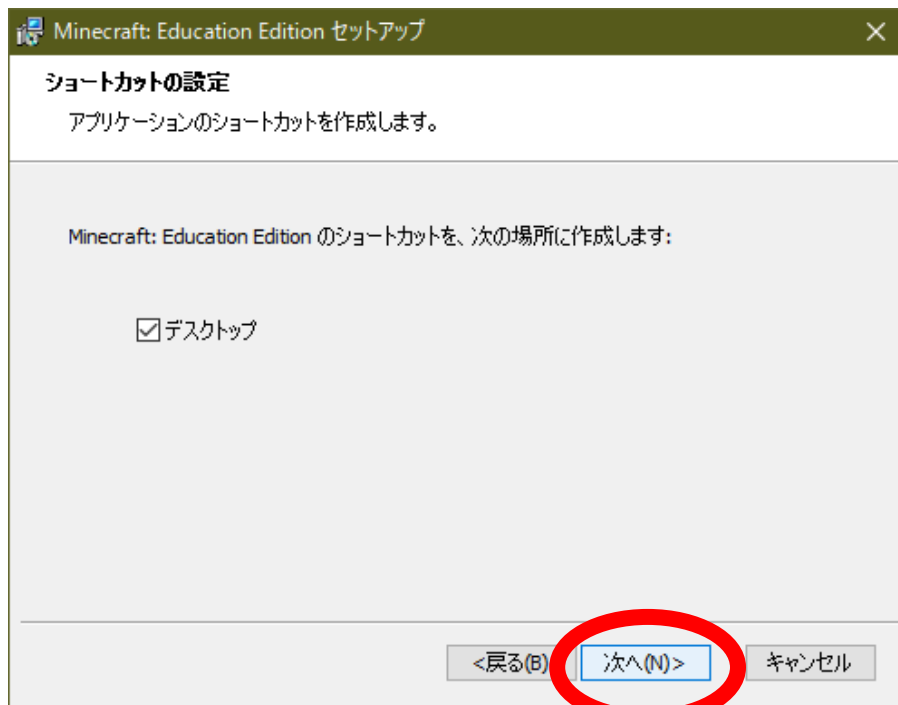 Minecraft: Education Edition セットアップ
ショートカットの設定
アプリケーションのショートカットを作成します。
Minecraft: Education Edition のショートカットを、次の場所に作成します:
デスクトップ
<戻る(B)
次へ(N)>
キャンセル